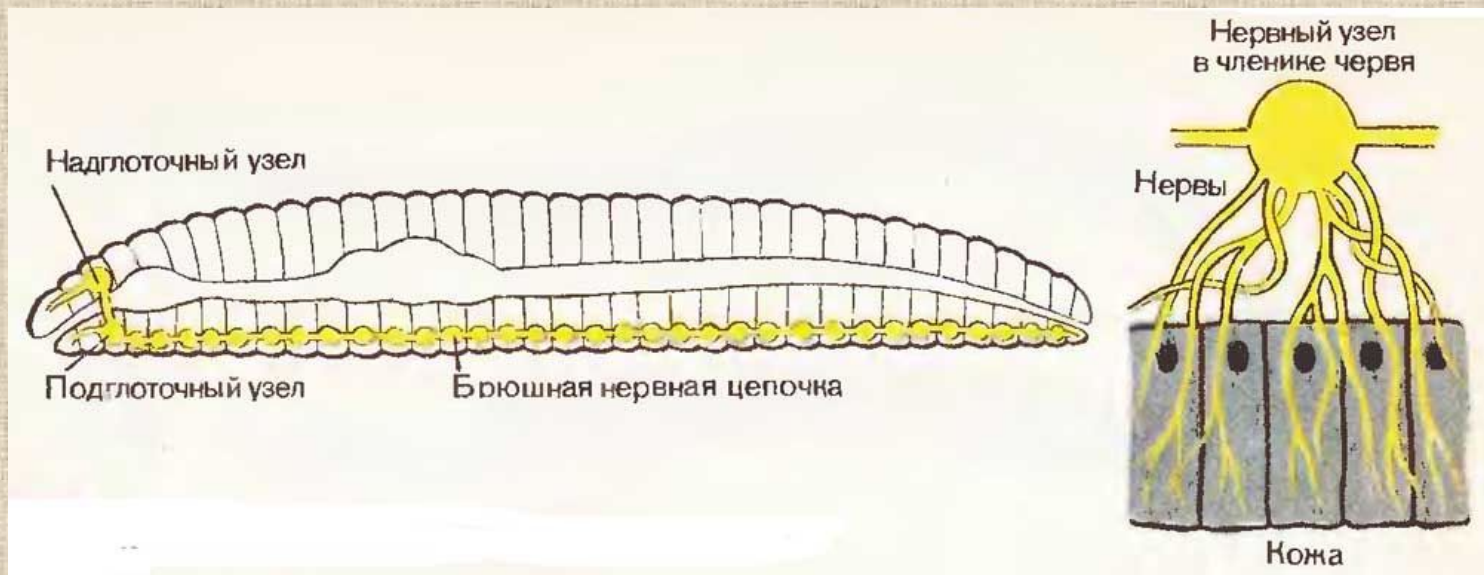 Нервный узел
в членике червя
Надглоточный узел
Нервы
Подглоточный узел
Брюшная нервная цепочка
Кожа